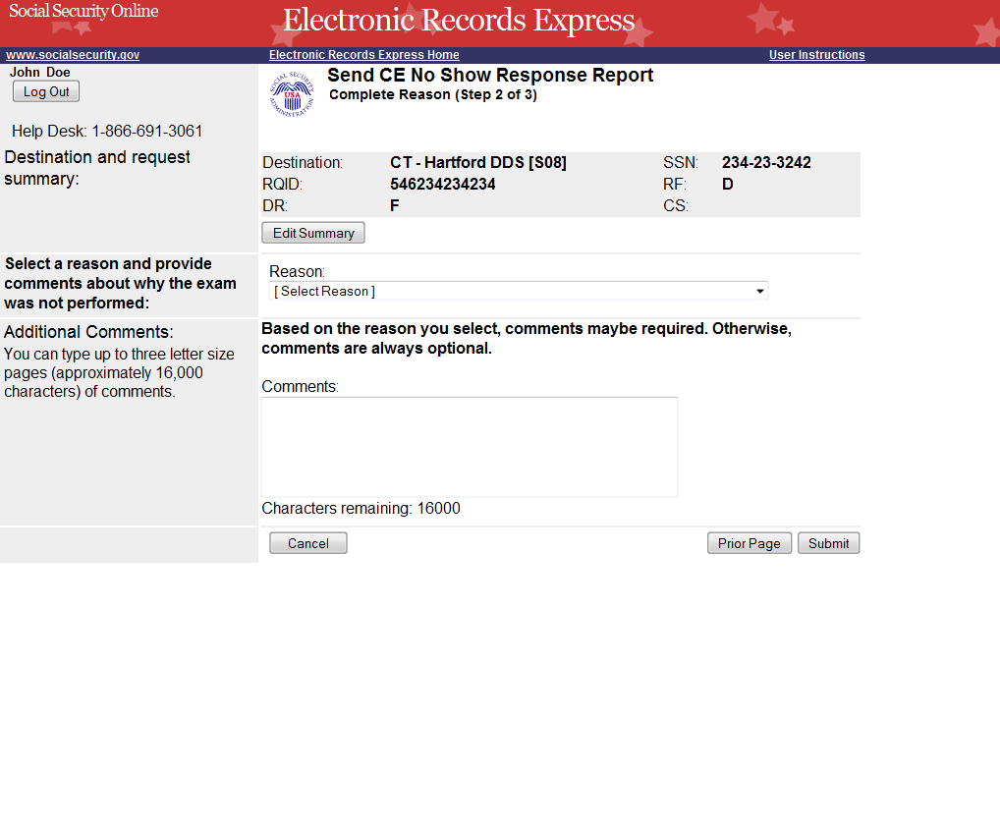 Social Security Online
Electronic Records Express
www.socialsecurity.gov
Electronic Records Express Home
User Instructions
John Doe
Log Out
Help Desk: 1-866-691-3061
SOCIAL SECURITY ADMINISTRATION
USA
Send CE No Show Response Report
Complete Reason (Step 2 of 3)
Destination and request
summary:
Destination: CT - Hartford DDS [S08] SSN: 234-23-3242
RQID: 546234234234 RF: D
DR: F CS:
Edit Summary
Select a reason and provide
comments about why the exam
was not performed:
Reason:
[ Select Reason ]
Additional Comments:
You can type up to three letter size
pages (approximately 16,000
characters) of comments.
Based on the reason you select, comments maybe required. Otherwise,
comments are always optional.
Comments:
Characters remaining: 16000
Cancel
Prior Page
Submit